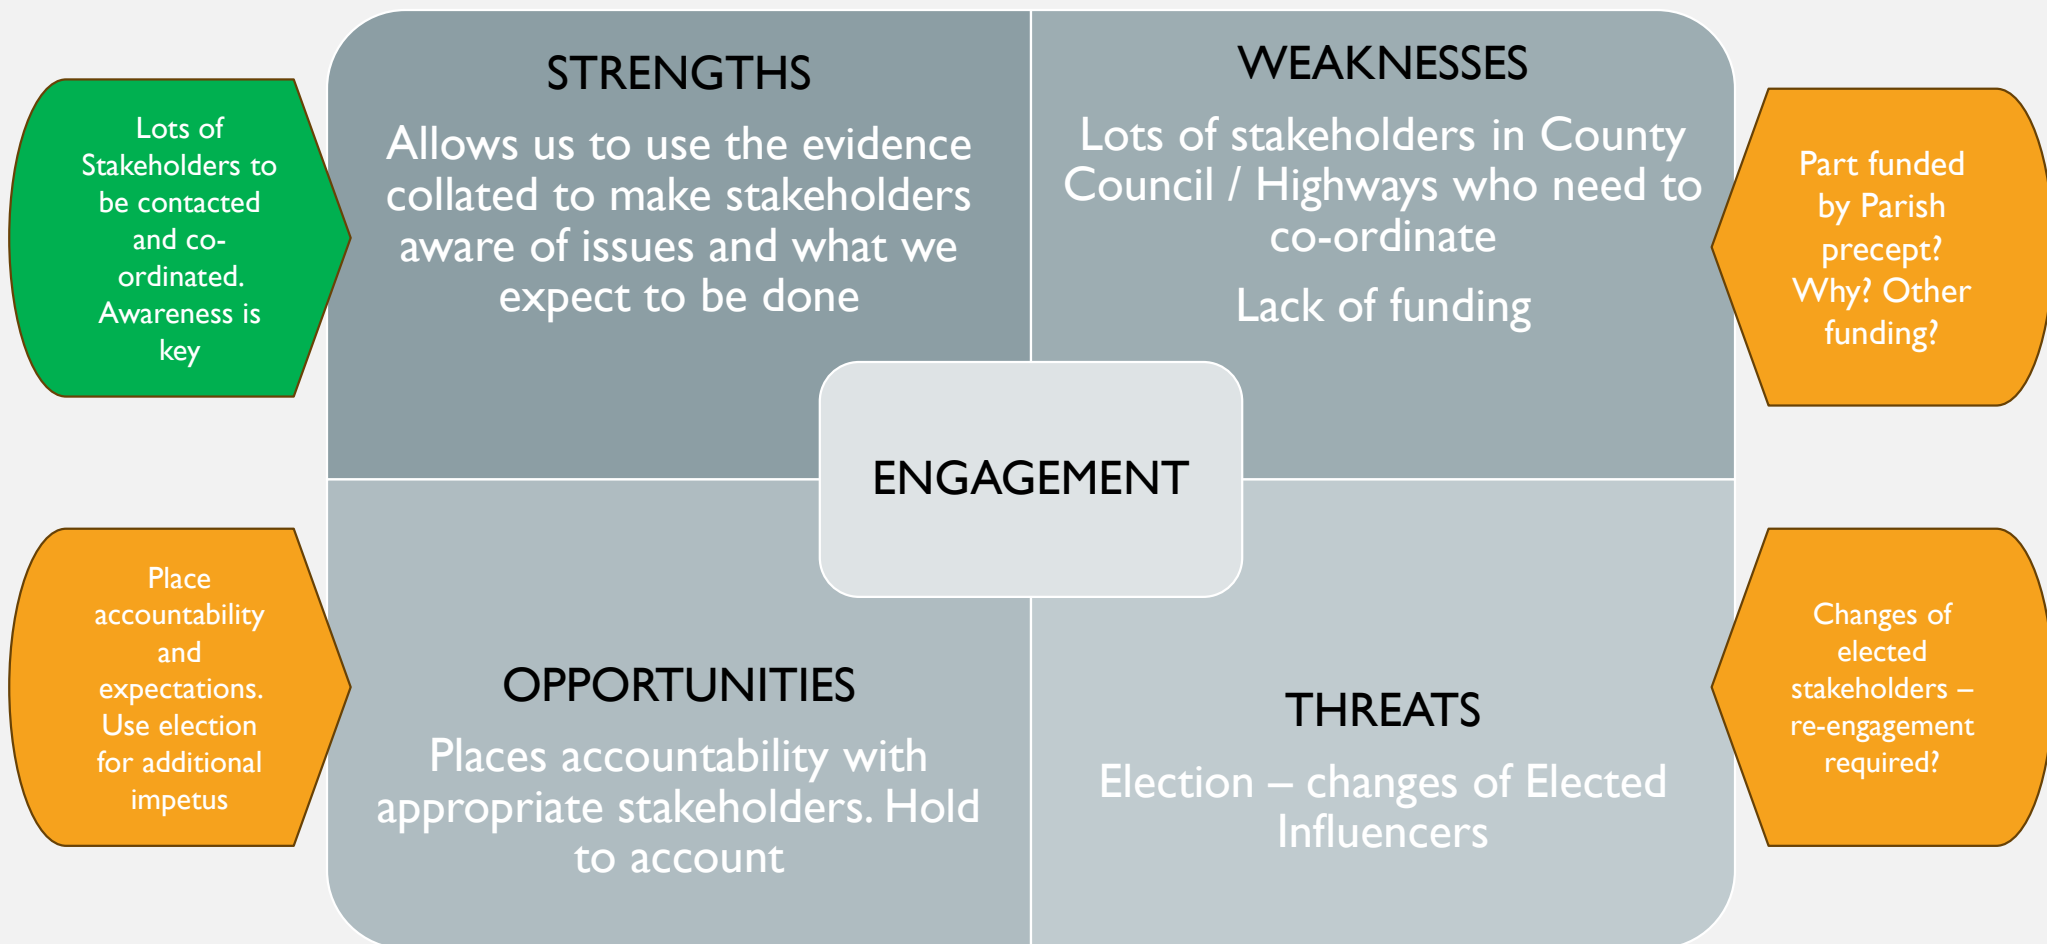 STRENGTHS
Allows us to use the evidence
collated to make stakeholders
aware of issues and what we
expect to be done
WEAKNESSES
Lots of stakeholders in County
Council / Highways who need to
co-ordinate
Lack of funding
ENGAGEMENT
OPPORTUNITIES
Places accountability with
appropriate stakeholders. Hold
to account
THREATS
Election – changes of Elected
Influencers
Lots of
Stakeholders to
be contacted
and co-
ordinated.
Awareness is
key
Part funded
by Parish
precept?
Why? Other
funding?
Place
accountability
and
expectations.
Use election
for additional
impetus
Changes of
elected
stakeholders –
re-engagement
required?